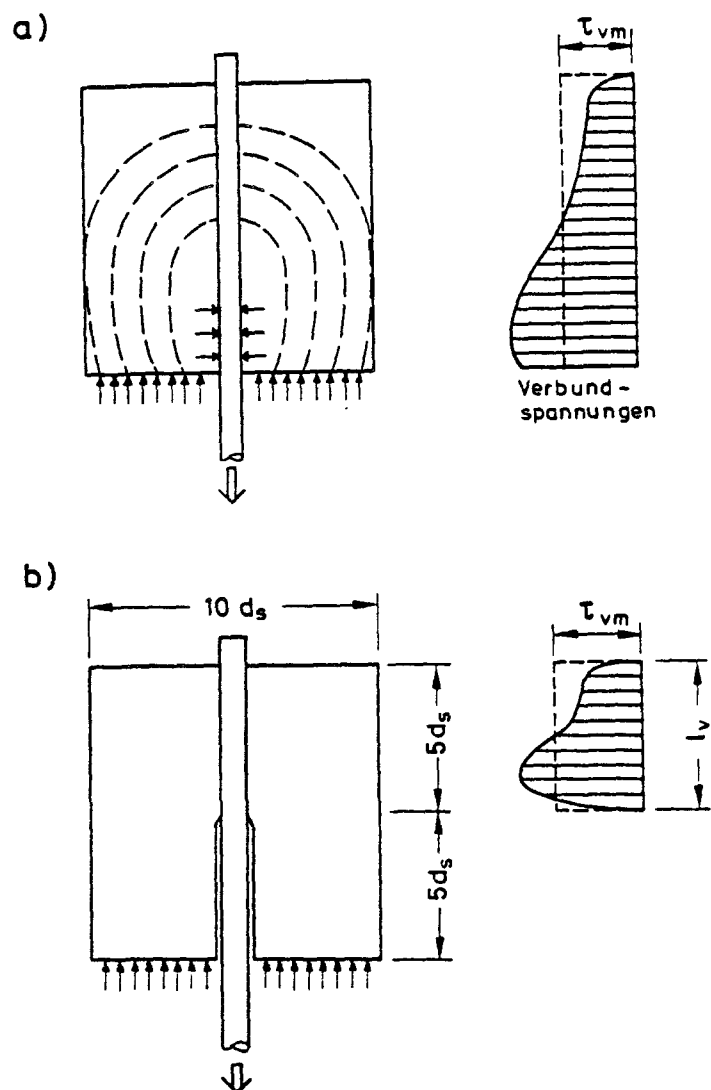 a)
τvm
Verbund-
spannungen
b)
10 ds
τvm
5ds
lv
5ds